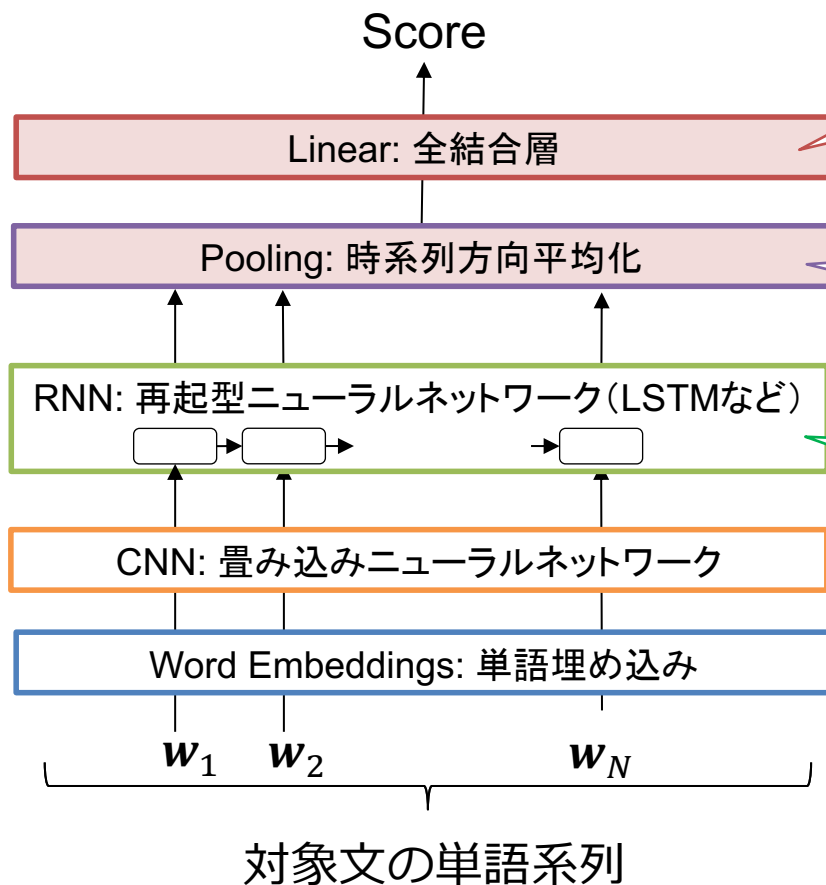 Score
Linear: 全結合層
Pooling: 時系列方向平均化
RNN: 再起型ニューラルネットワーク（LSTMなど）
CNN: 畳み込みニューラルネットワーク
Word Embeddings: 単語埋め込み
w₁ w₂ w_N
対象文の単語系列